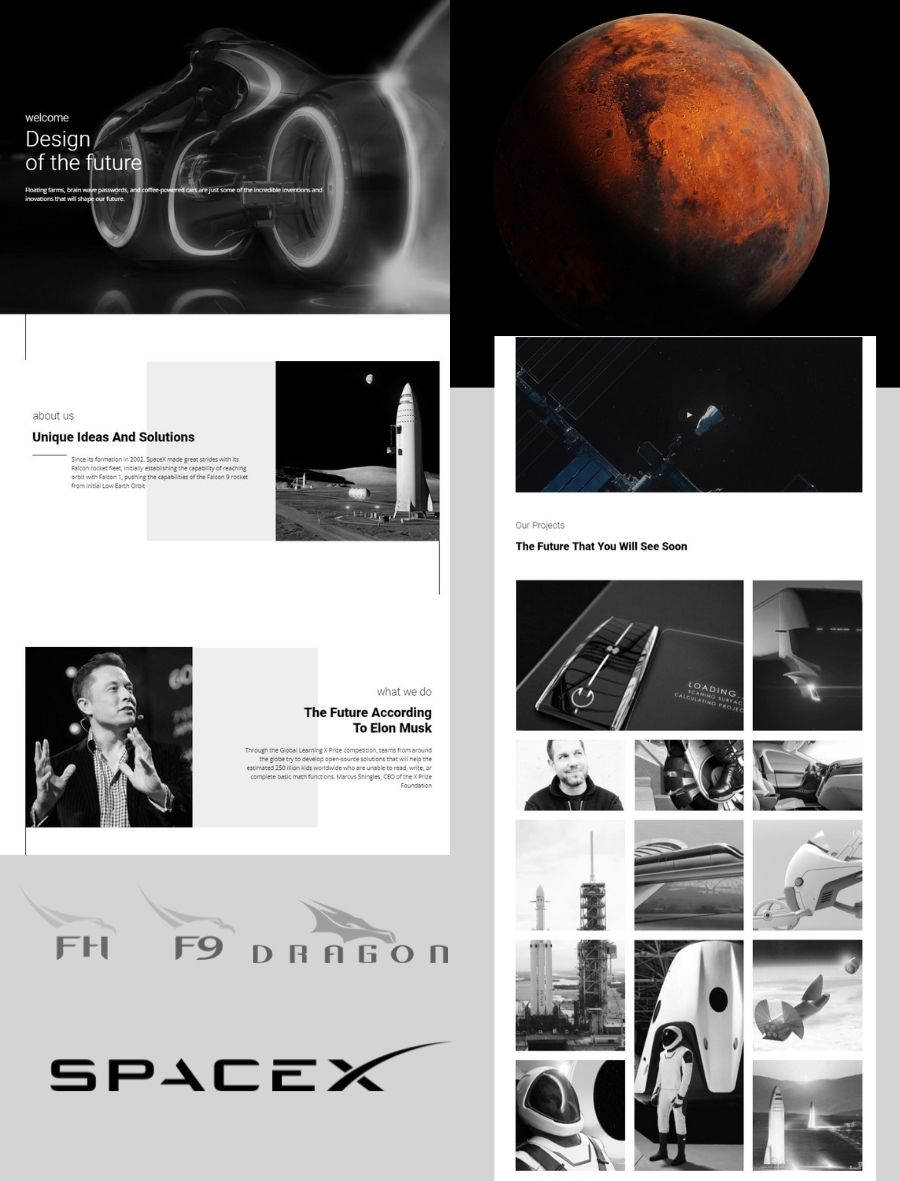 welcome
Design
of the future
Floating farms, brain wave passwords, and coffee-powered cars are just some of the incredible inventions and
inovations that will shape our future.
about us
Unique Ideas And Solutions
Since its formation in 2002, SpaceX made great strides with its
Falcon rocket fleet, initially establishing the capability of reaching
orbit with Falcon 1, pushing the capabilities of the Falcon 9 rocket
from initial Low Earth Orbit
what we do
The Future According
To Elon Musk
Through the Global Learning X Prize competition, teams from around
the globe try to develop open-source solutions that will help the
estimated 250 illion kids worldwide who are unable to read, write, or
complete basic math functions. Marcus Shingles, CEO of the X Prize
Foundation
FH
F9
DRAGON
SPACEX
Our Projects
The Future That You Will See Soon
LOADING..
SCANING SURFAC
CALCULATING PROJEC